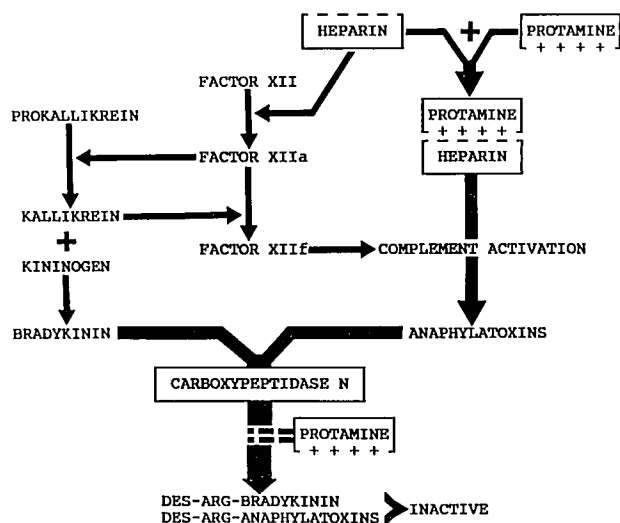 HEPARIN + PROTAMINE
+ + + +
FACTOR XII
PROKALLIKREIN
PROTAMINE
+ + + +
HEPARIN
FACTOR XIIa
KALLIKREIN
+
FACTOR XIIf
COMPLEMENT ACTIVATION
KININOGEN
BRADYKININ
ANAPHYLATOXINS
CARBOXYPEPTIDASE N
PROTAMINE
+ + + +
DES-ARG-BRADYKININ
DES-ARG-ANAPHYLATOXINS
INACTIVE